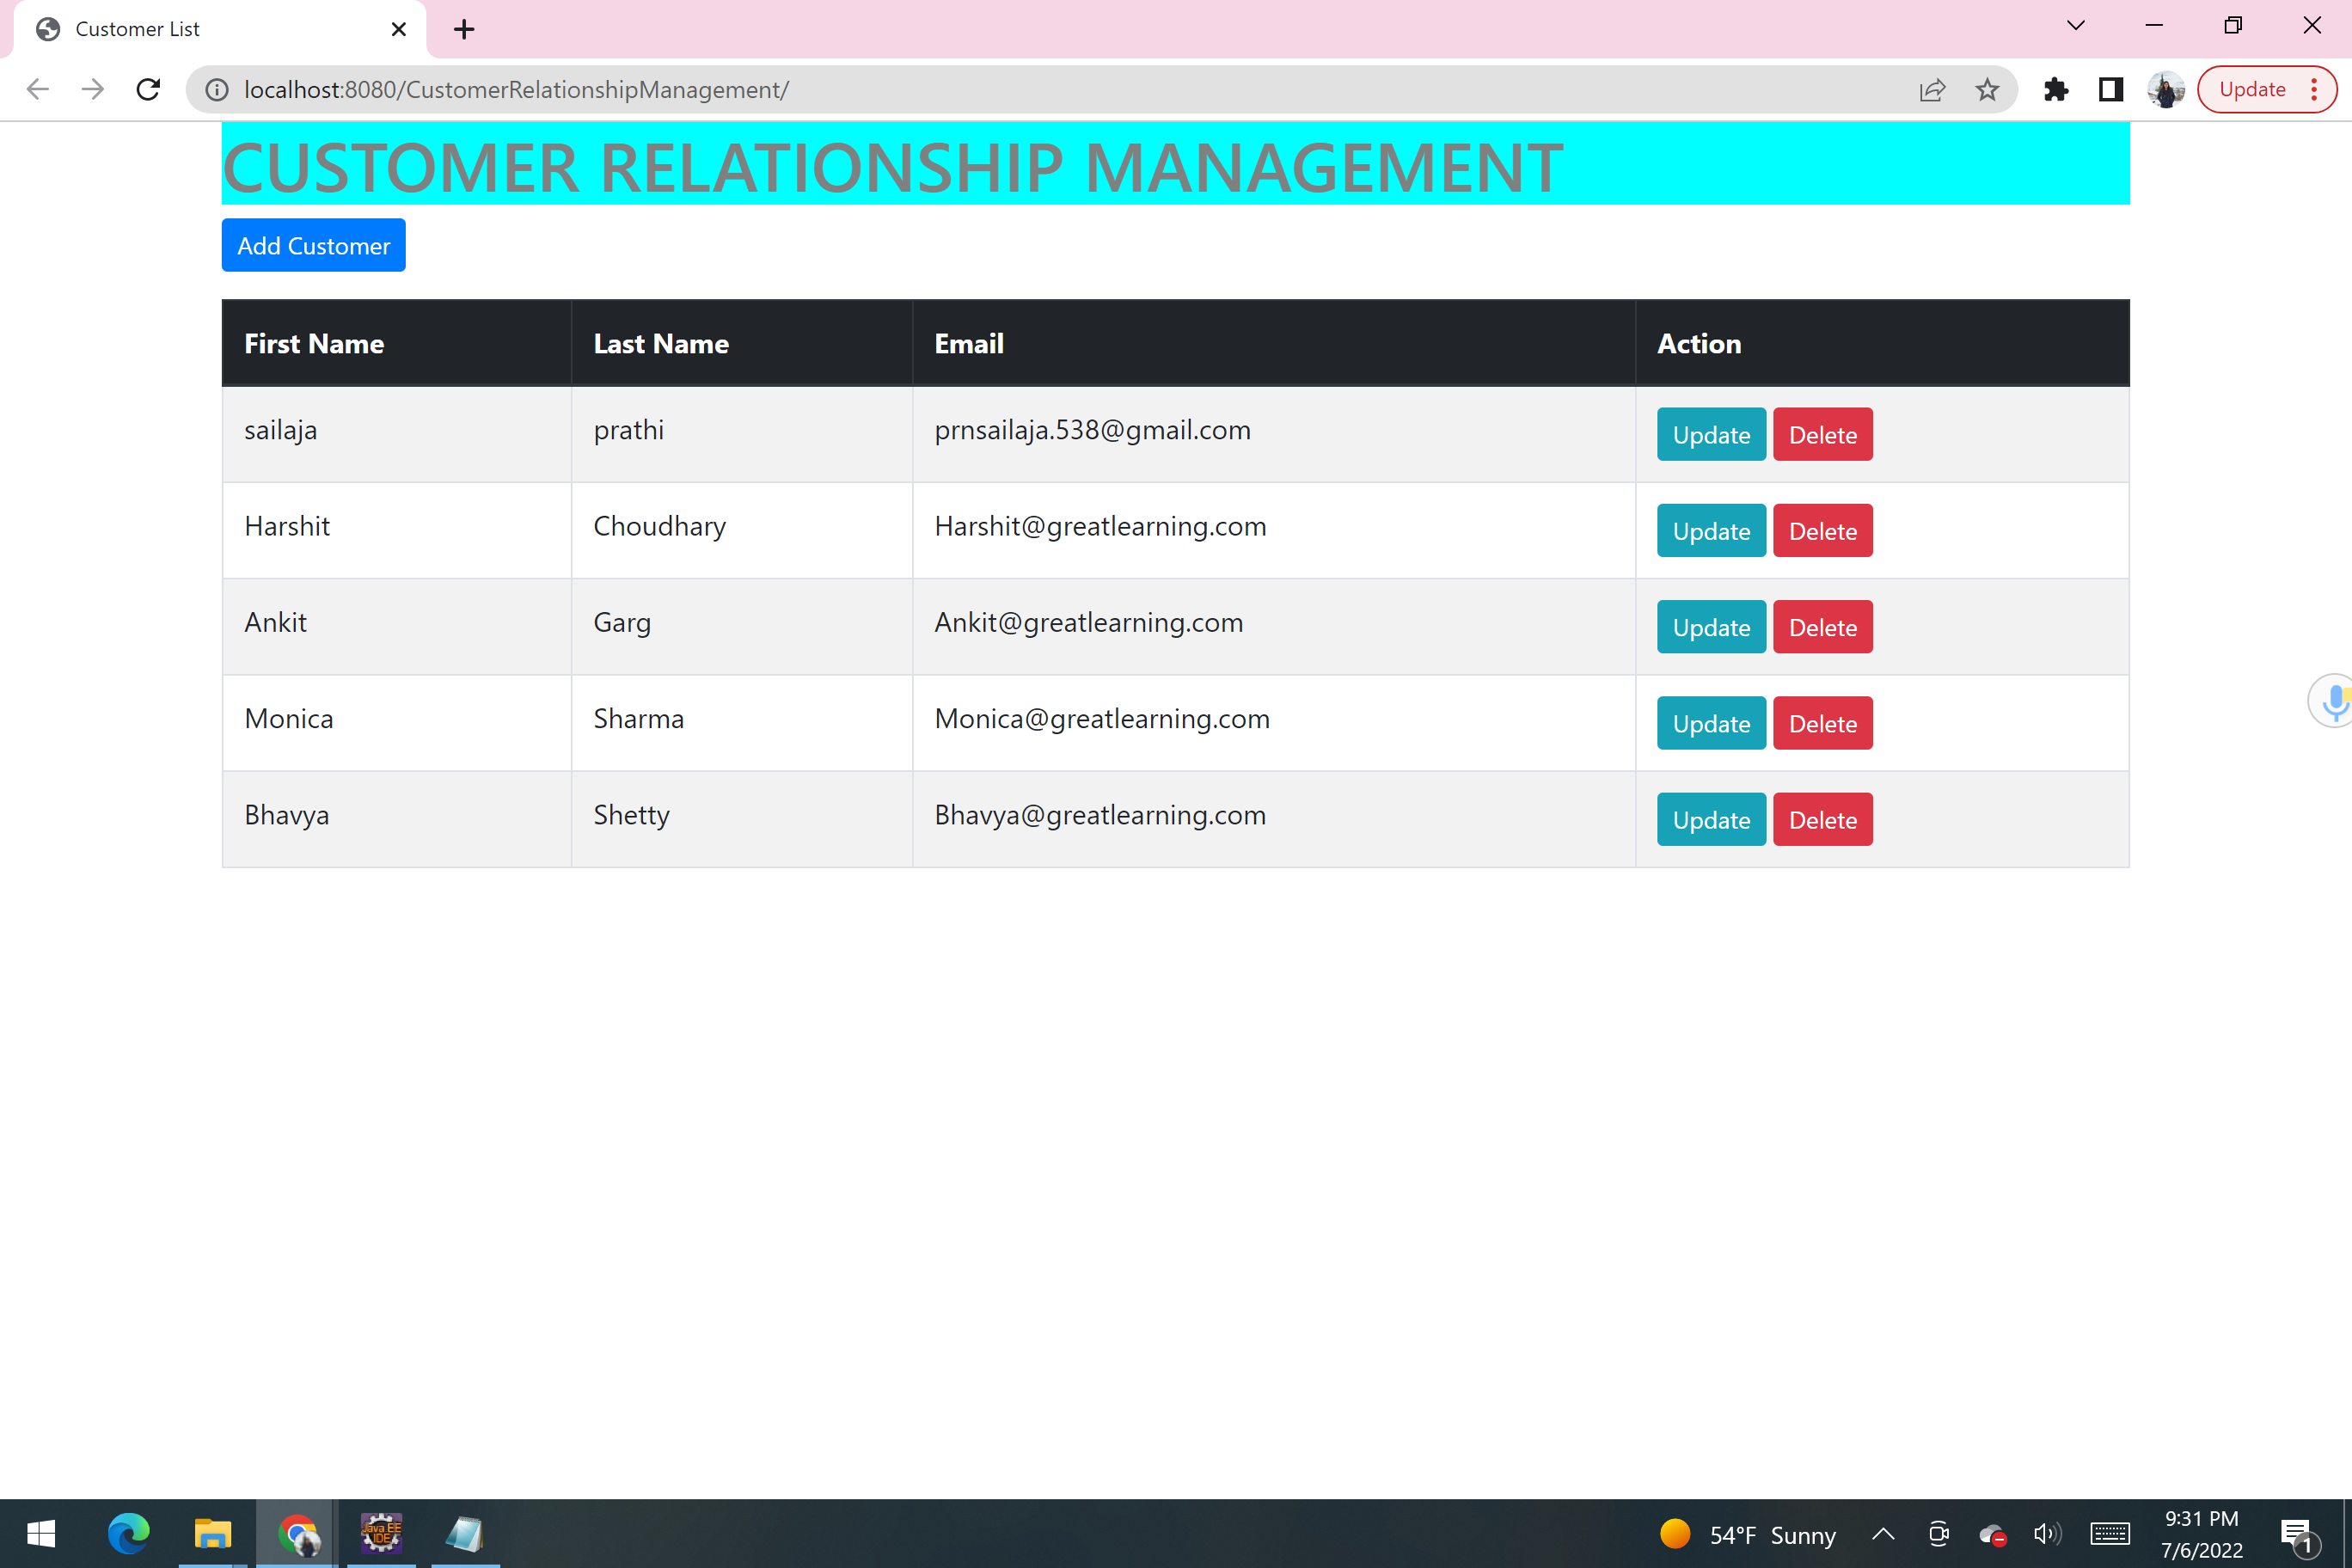 Customer List
localhost:8080/CustomerRelationshipManagement/
Update
CUSTOMER RELATIONSHIP MANAGEMENT
Add Customer
First Name Last Name Email Action
sailaja prathi prnsailaja.538@gmail.com Update Delete
Harshit Choudhary Harshit@greatlearning.com Update Delete
Ankit Garg Ankit@greatlearning.com Update Delete
Monica Sharma Monica@greatlearning.com Update Delete
Bhavya Shetty Bhavya@greatlearning.com Update Delete
Java EE
IDE
54°F Sunny
9:31 PM
7/6/2022
1